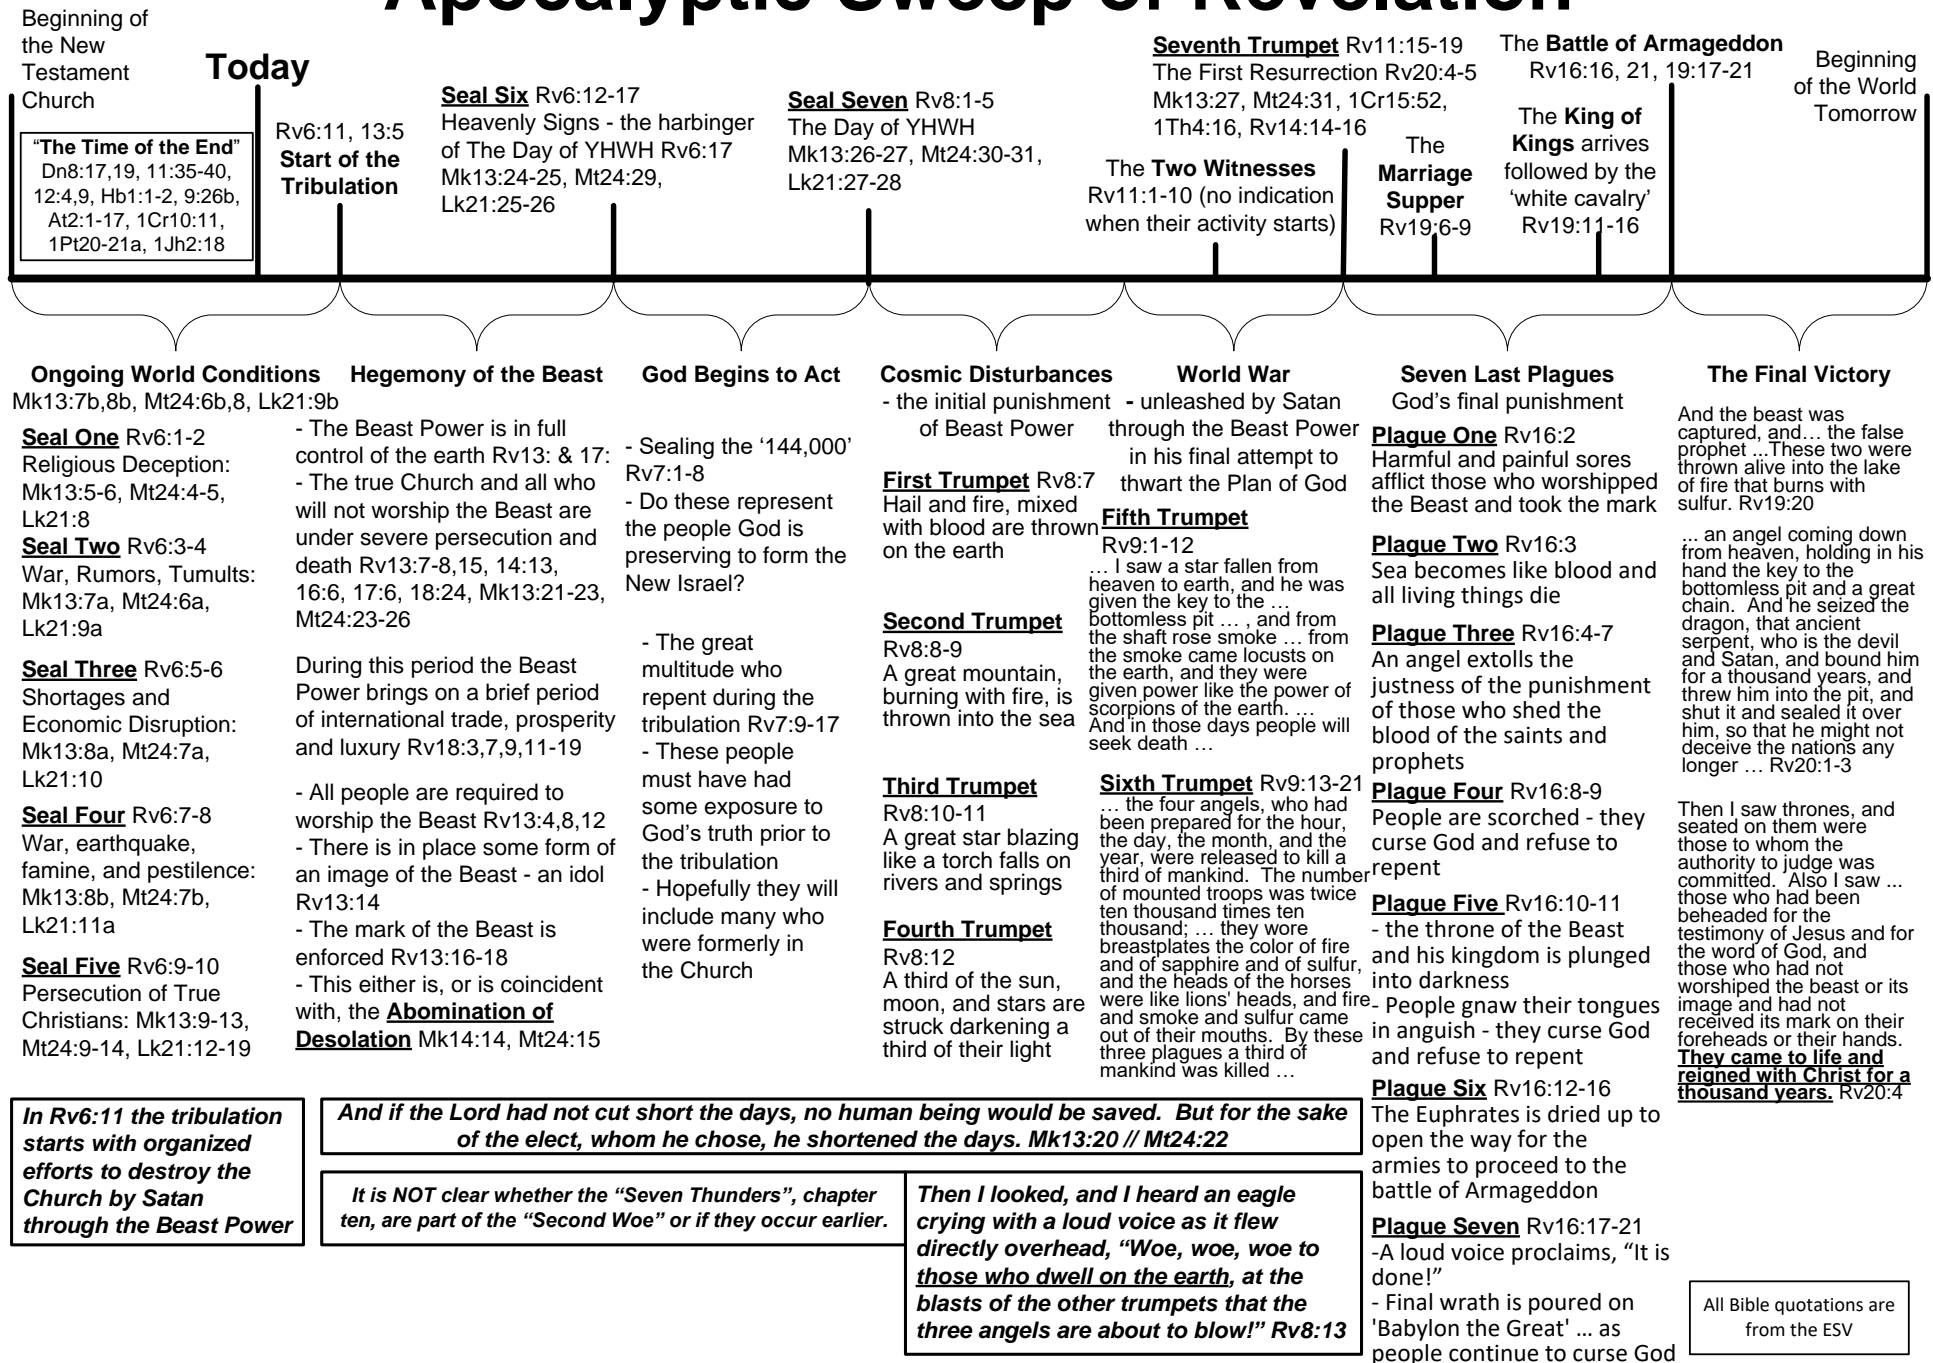 Apocalyptic Sweep of Revelation
Beginning of
the New
Testament
Church
"The Time of the End"
Dn8:17,19, 11:35-40,
12:4,9, Hb1:1-2, 9:26b,
At2:1-17, 1Cr10:11,
1Pt20-21a, 1Jh2:18
Today
Rv6:11, 13:5
Start of the
Tribulation
Seal Six Rv6:12-17
Heavenly Signs - the harbinger
of The Day of YHWH Rv6:17
Mk13:24-25, Mt24:29,
Lk21:25-26
Seal Seven Rv8:1-5
The Day of YHWH
Mk13:26-27, Mt24:30-31,
Lk21:27-28
The Two Witnesses
Rv11:1-10 (no indication
when their activity starts)
Seventh Trumpet Rv11:15-19
The First Resurrection Rv20:4-5
Mk13:27, Mt24:31, 1Cr15:52,
1Th4:16, Rv14:14-16
The
Marriage
Supper
Rv19:6-9
The King of
Kings arrives
followed by the
'white cavalry'
Rv19:11-16
The Battle of Armageddon
Rv16:16, 21, 19:17-21
Beginning
of the World
Tomorrow
Ongoing World Conditions
Mk13:7b,8b, Mt24:6b,8, Lk21:9b
Seal One Rv6:1-2
Religious Deception:
Mk13:5-6, Mt24:4-5,
Lk21:8
Seal Two Rv6:3-4
War, Rumors, Tumults:
Mk13:7a, Mt24:6a,
Lk21:9a
Seal Three Rv6:5-6
Shortages and
Economic Disruption:
Mk13:8a, Mt24:7a,
Lk21:10
Seal Four Rv6:7-8
War, earthquake,
famine, and pestilence:
Mk13:8b, Mt24:7b,
Lk21:11a
Seal Five Rv6:9-10
Persecution of True
Christians: Mk13:9-13,
Mt24:9-14, Lk21:12-19
Hegemony of the Beast
- The Beast Power is in full
control of the earth Rv13: & 17:
- The true Church and all who
will not worship the Beast are
under severe persecution and
death Rv13:7-8,15, 14:13,
16:6, 17:6, 18:24, Mk13:21-23,
Mt24:23-26
During this period the Beast
Power brings on a brief period
of international trade, prosperity
and luxury Rv18:3,7,9,11-19
- All people are required to
worship the Beast Rv13:4,8,12
- There is in place some form of
an image of the Beast - an idol
Rv13:14
- The mark of the Beast is
enforced Rv13:16-18
- This either is, or is coincident
with, the Abomination of
Desolation Mk14:14, Mt24:15
God Begins to Act
- Sealing the '144,000'
Rv7:1-8
- Do these represent
the people God is
preserving to form the
New Israel?
- The great
multitude who
repent during the
tribulation Rv7:9-17
- These people
must have had
some exposure to
God's truth prior to
the tribulation
- Hopefully they will
include many who
were formerly in
the Church
Cosmic Disturbances
- the initial punishment
of Beast Power
First Trumpet Rv8:7
Hail and fire, mixed
with blood are thrown
on the earth
Second Trumpet
Rv8:8-9
A great mountain,
burning with fire, is
thrown into the sea
Third Trumpet
Rv8:10-11
A great star blazing
like a torch falls on
rivers and springs
Fourth Trumpet
Rv8:12
A third of the sun,
moon, and stars are
struck darkening a
third of their light
World War
- unleashed by Satan
through the Beast Power
in his final attempt to
thwart the Plan of God
Fifth Trumpet
Rv9:1-12
… I saw a star fallen from
heaven to earth, and he was
given the key to the …
bottomless pit … , and from
the shaft rose smoke … from
the smoke came locusts on
the earth, and they were
given power like the power of
scorpions of the earth. …
And in those days people will
seek death …
Sixth Trumpet Rv9:13-21
… the four angels, who had
been prepared for the hour,
the day, the month, and the
year, were released to kill a
third of mankind. The number
of mounted troops was twice
ten thousand times ten
thousand; … they wore
breastplates the color of fire
and of sapphire and of sulfur,
and the heads of the horses
were like lions' heads, and fire
and smoke and sulfur came
out of their mouths. By these
three plagues a third of
mankind was killed …
Seven Last Plagues
God's final punishment
Plague One Rv16:2
Harmful and painful sores
afflict those who worshipped
the Beast and took the mark
Plague Two Rv16:3
Sea becomes like blood and
all living things die
Plague Three Rv16:4-7
An angel extolls the
justness of the punishment
of those who shed the
blood of the saints and
prophets
Plague Four Rv16:8-9
People are scorched - they
curse God and refuse to
repent
Plague Five Rv16:10-11
- the throne of the Beast
and his kingdom is plunged
into darkness
- People gnaw their tongues
in anguish - they curse God
and refuse to repent
Plague Six Rv16:12-16
The Euphrates is dried up to
open the way for the
armies to proceed to the
battle of Armageddon
Plague Seven Rv16:17-21
-A loud voice proclaims, "It is
done!"
- Final wrath is poured on
'Babylon the Great' … as
people continue to curse God
The Final Victory
And the beast was
captured, and… the false
prophet ...These two were
thrown alive into the lake
of fire that burns with
sulfur. Rv19:20
... an angel coming down
from heaven, holding in his
hand the key to the
bottomless pit and a great
chain. And he seized the
dragon, that ancient
serpent, who is the devil
and Satan, and bound him
for a thousand years, and
threw him into the pit, and
shut it and sealed it over
him, so that he might not
deceive the nations any
longer … Rv20:1-3
Then I saw thrones, and
seated on them were
those to whom the
authority to judge was
committed. Also I saw ...
those who had been
beheaded for the
testimony of Jesus and for
the word of God, and
those who had not
worshiped the beast or its
image and had not
received its mark on their
foreheads or their hands.
They came to life and
reigned with Christ for a
thousand years. Rv20:4
In Rv6:11 the tribulation
starts with organized
efforts to destroy the
Church by Satan
through the Beast Power
And if the Lord had not cut short the days, no human being would be saved. But for the sake
of the elect, whom he chose, he shortened the days. Mk13:20 // Mt24:22
It is NOT clear whether the "Seven Thunders", chapter
ten, are part of the "Second Woe" or if they occur earlier.
Then I looked, and I heard an eagle
crying with a loud voice as it flew
directly overhead, "Woe, woe, woe to
those who dwell on the earth, at the
blasts of the other trumpets that the
three angels are about to blow!" Rv8:13
All Bible quotations are
from the ESV